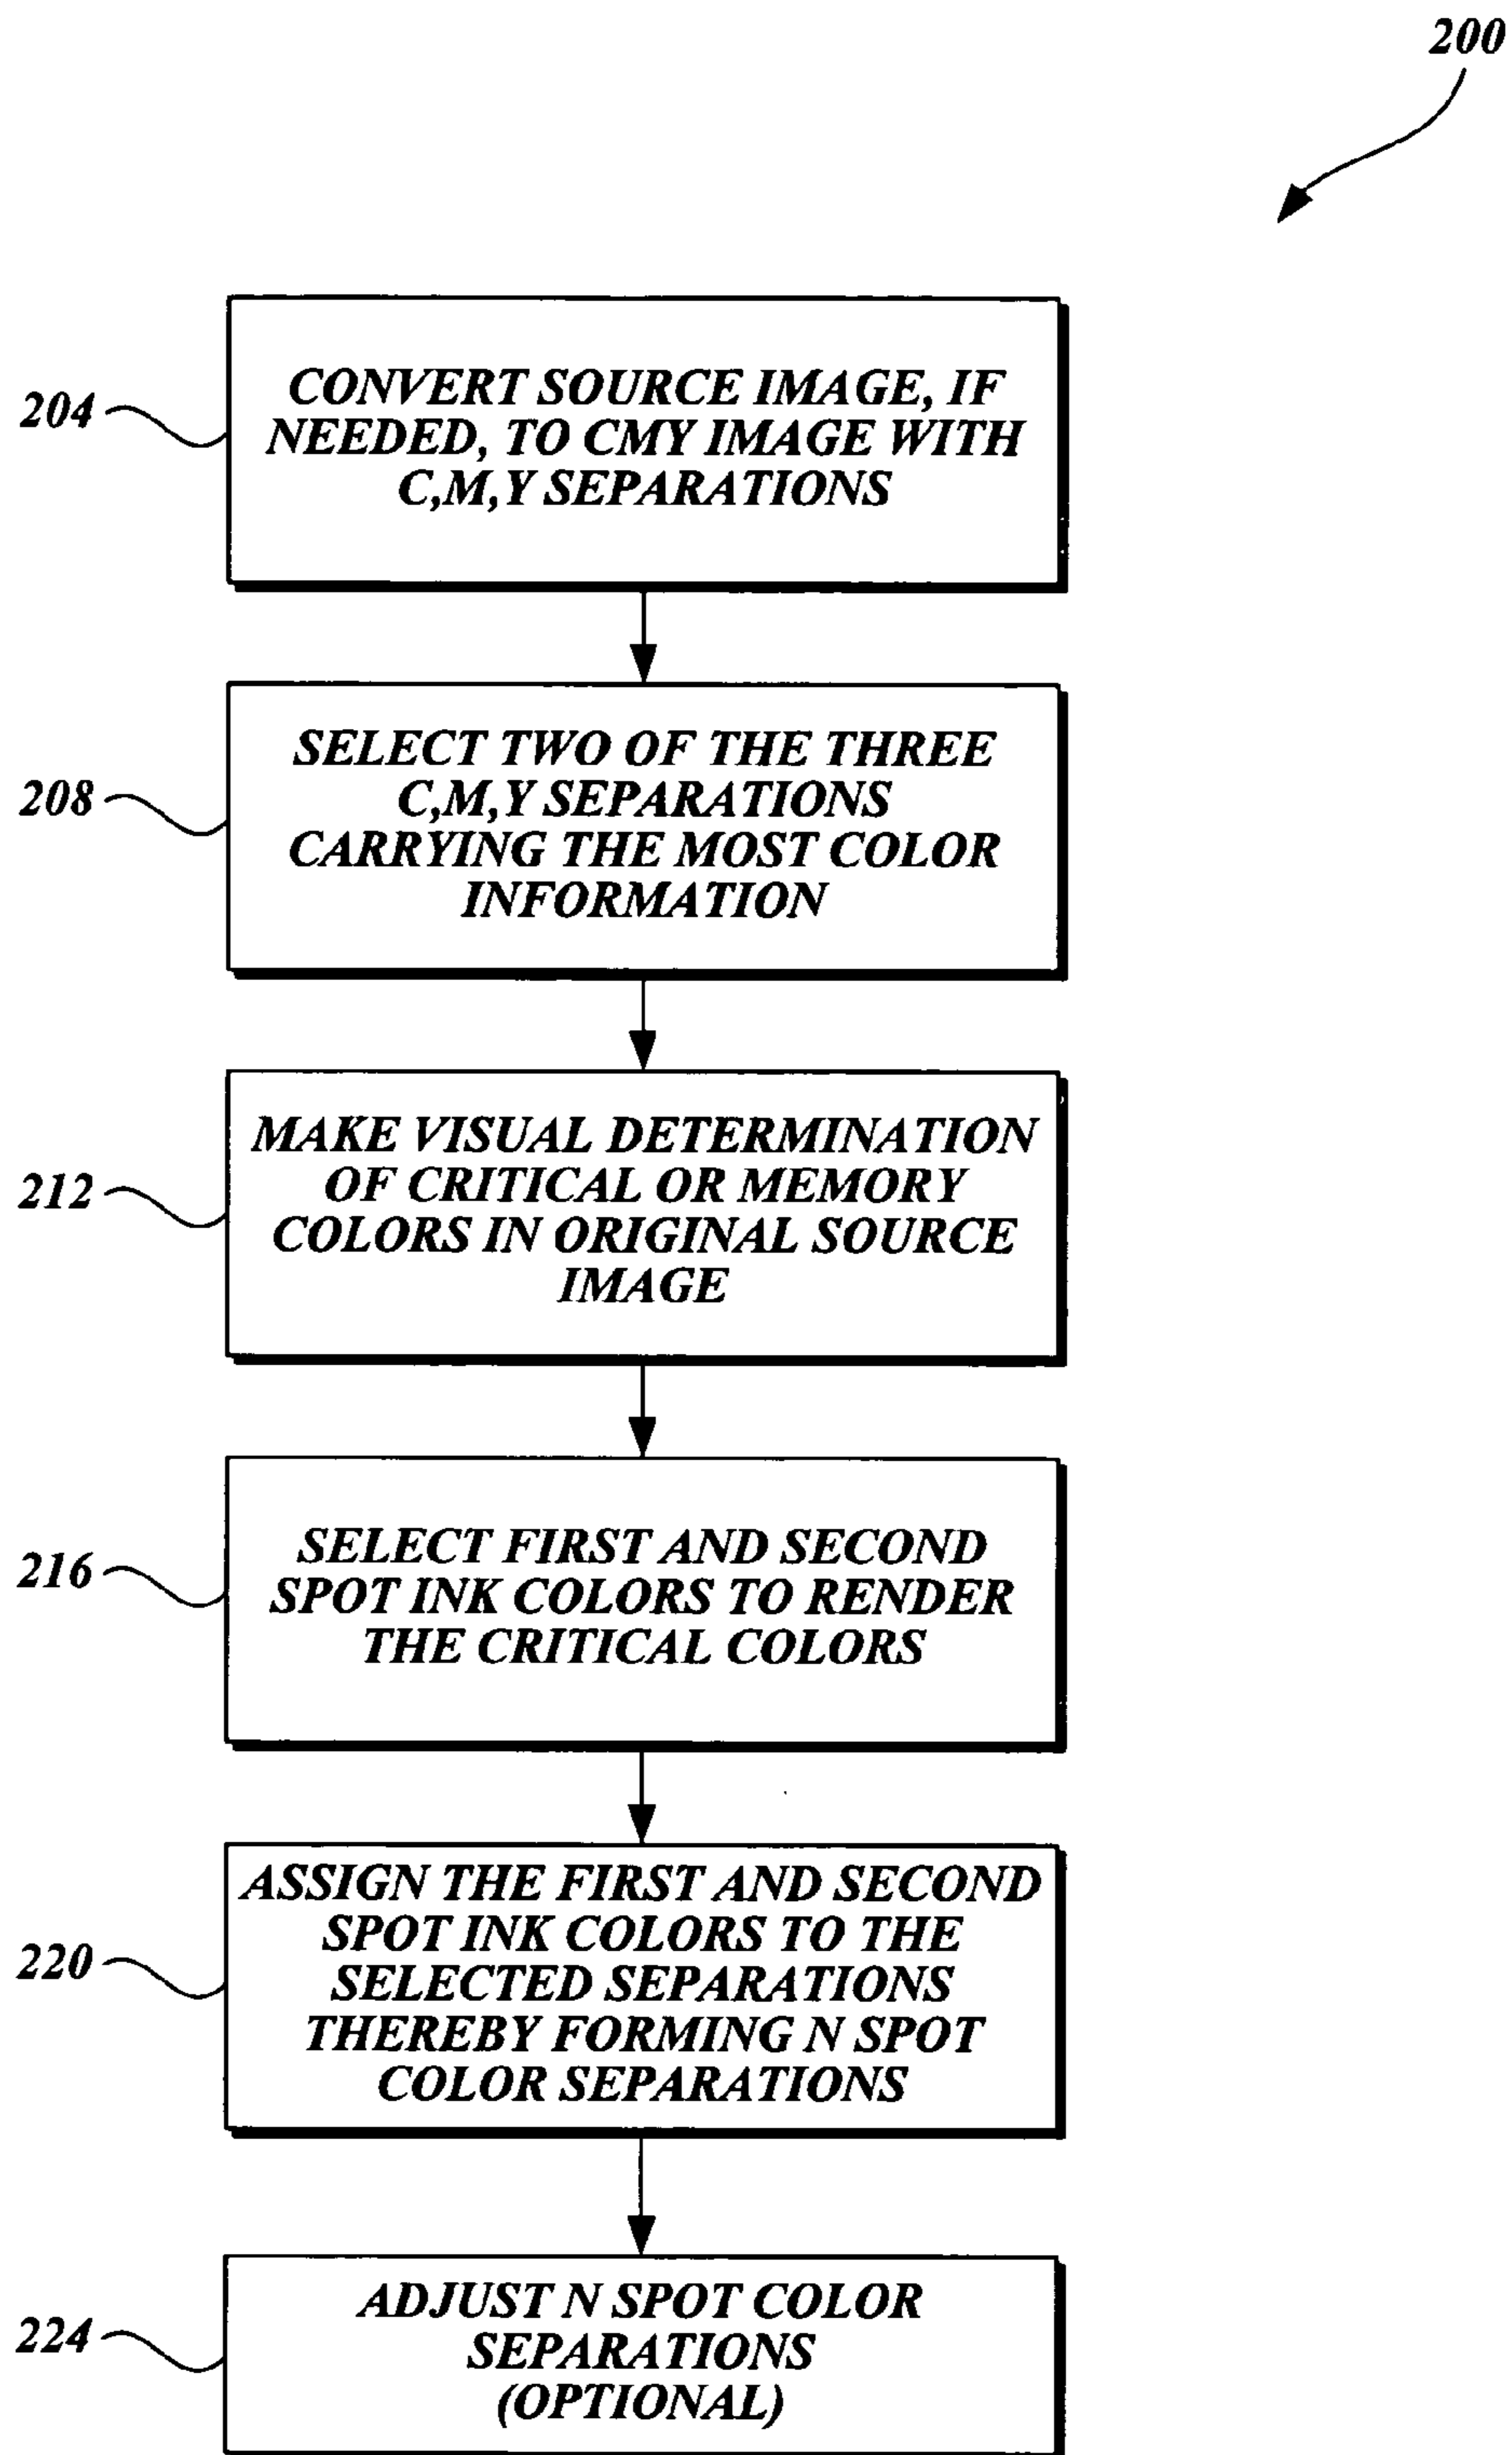 200
204
CONVERT SOURCE IMAGE, IF
NEEDED, TO CMY IMAGE WITH
C,M,Y SEPARATIONS
208
SELECT TWO OF THE THREE
C,M,Y SEPARATIONS
CARRYING THE MOST COLOR
INFORMATION
212
MAKE VISUAL DETERMINATION
OF CRITICAL OR MEMORY
COLORS IN ORIGINAL SOURCE
IMAGE
216
SELECT FIRST AND SECOND
SPOT INK COLORS TO RENDER
THE CRITICAL COLORS
220
ASSIGN THE FIRST AND SECOND
SPOT INK COLORS TO THE
SELECTED SEPARATIONS
THEREBY FORMING N SPOT
COLOR SEPARATIONS
224
ADJUST N SPOT COLOR
SEPARATIONS
(OPTIONAL)